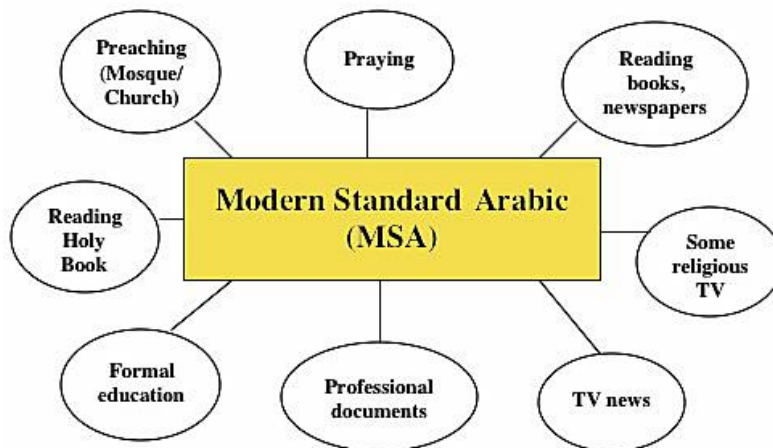 Preaching
(Mosque/
Church)
Praying
Reading
books,
newspapers
Modern Standard Arabic
(MSA)
Reading
Holy
Book
Some
religious
TV
Formal
education
Professional
documents
TV news